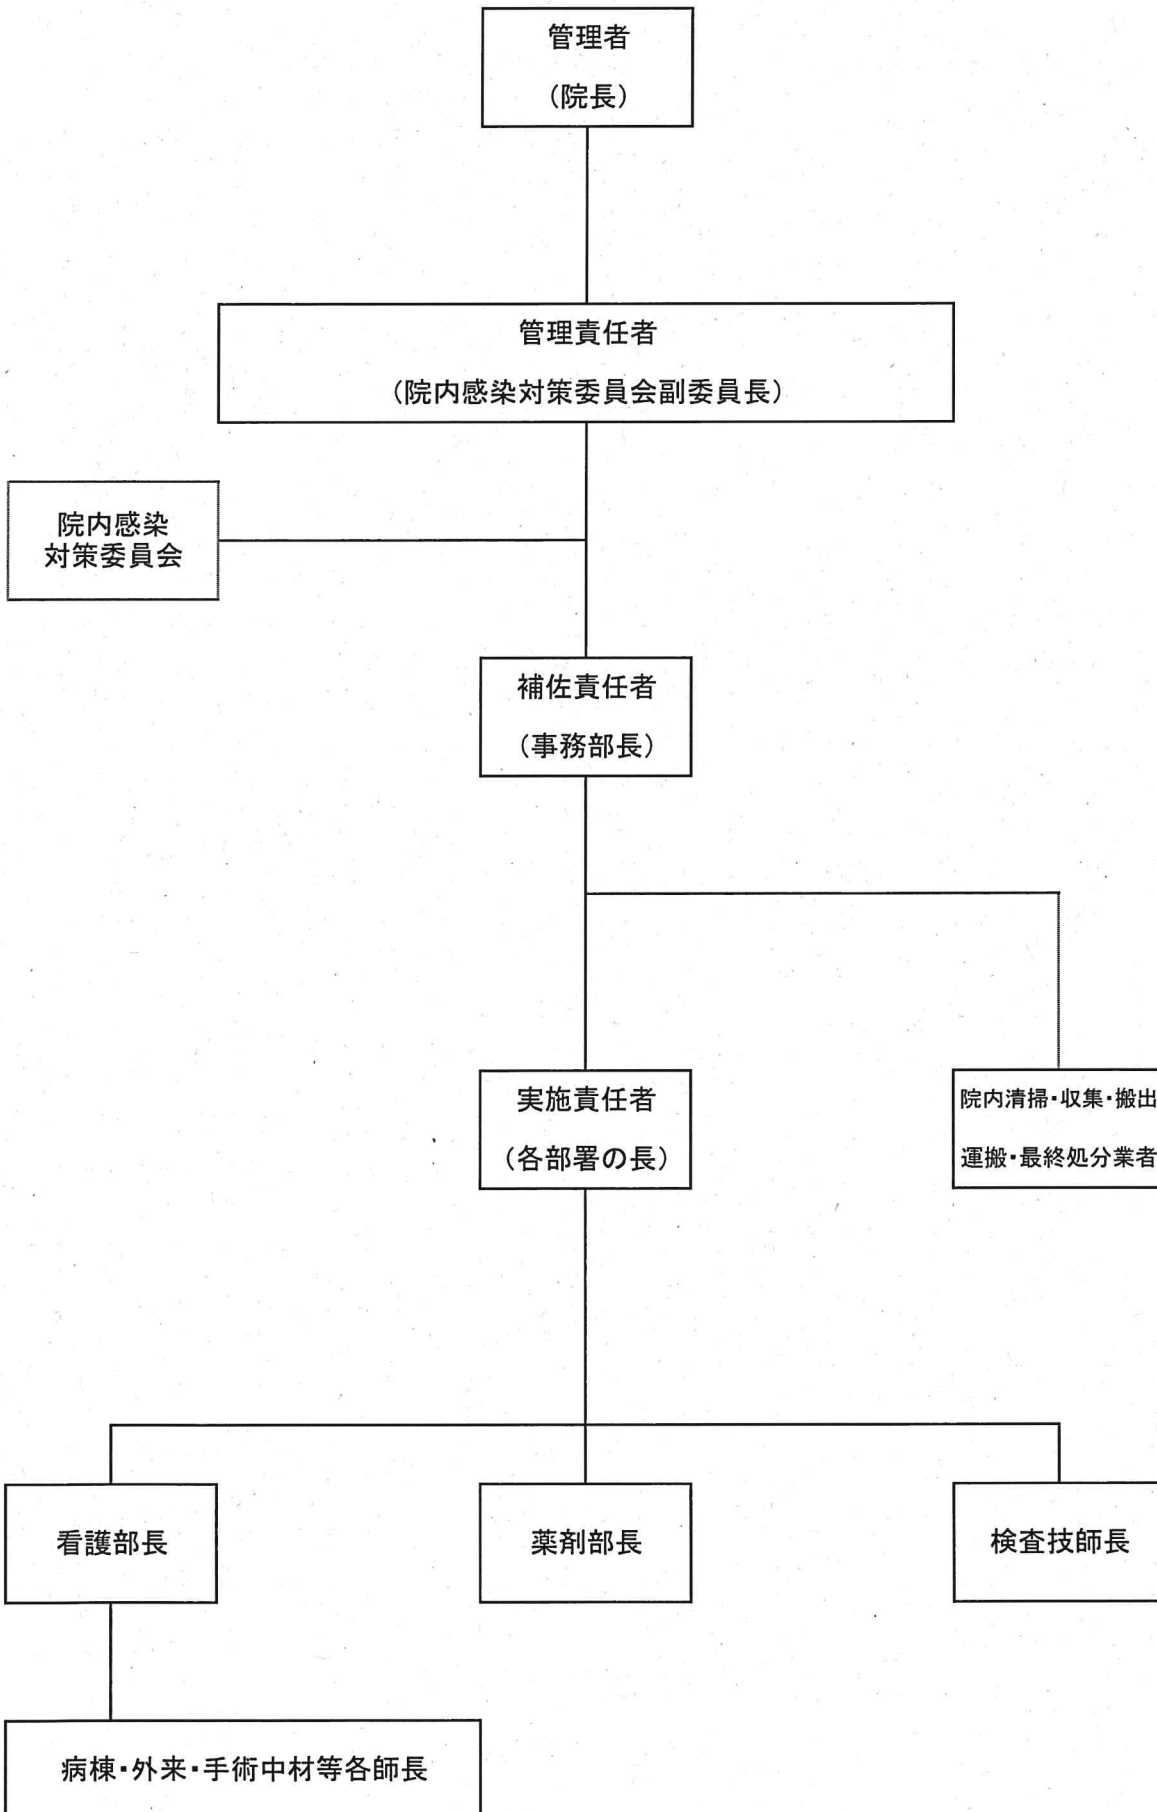 管理者
(院長)
管理責任者
(院内感染対策委員会副委員長)
院内感染
対策委員会
補佐責任者
(事務部長)
実施責任者
(各部署の長)
院内清掃・収集・搬出
運搬・最終処分業者
看護部長
薬剤部長
検査技師長
病棟・外来・手術中材等各師長